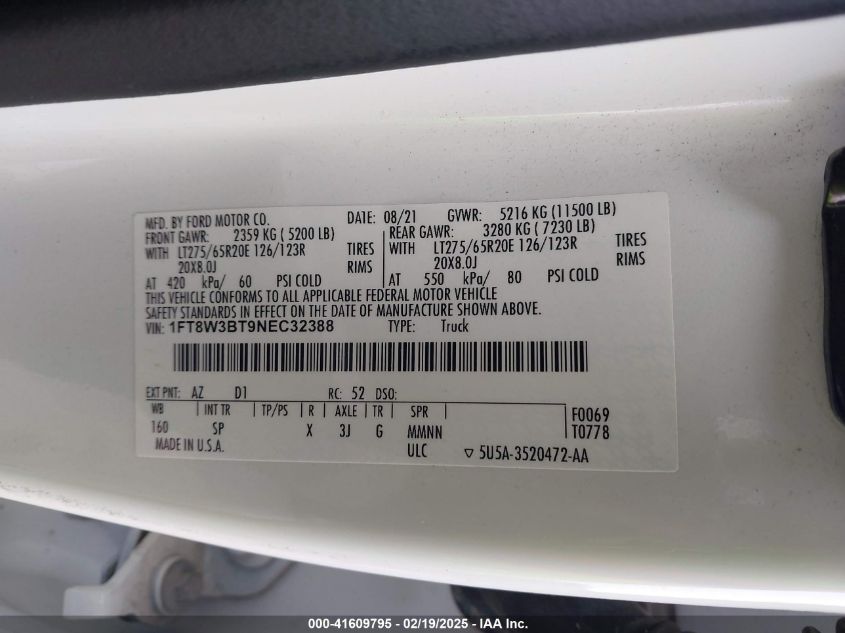 MFD. BY FORD MOTOR CO. DATE: 08/21 GVWR: 5216 KG (11500 LB)
FRONT GAWR: 2359 KG ( 5200 LB) REAR GAWR: 3280 KG ( 7230 LB)
WITH LT275/65R20E 126/123R TIRES WITH LT275/65R20E 126/123R TIRES
20X8.0J RIMS 20X8.0J RIMS
AT 420 kPa/ 60 PSI COLD AT 550 kPa/ 80 PSI COLD
THIS VEHICLE CONFORMS TO ALL APPLICABLE FEDERAL MOTOR VEHICLE
SAFETY STANDARDS IN EFFECT ON THE DATE OF MANUFACTURE SHOWN ABOVE.
VIN: 1FT8W3BT9NEC32388 TYPE: Truck
EXT PNT: AZ D1 RC: 52 DSO:
WB INT TR TP/PS R AXLE TR SPR F0069
160 SP X 3J G MMNN T0778
MADE IN U.S.A. ULC ▽ 5U5A-3520472-AA
000-41609795 - 02/19/2025 - IAA Inc.